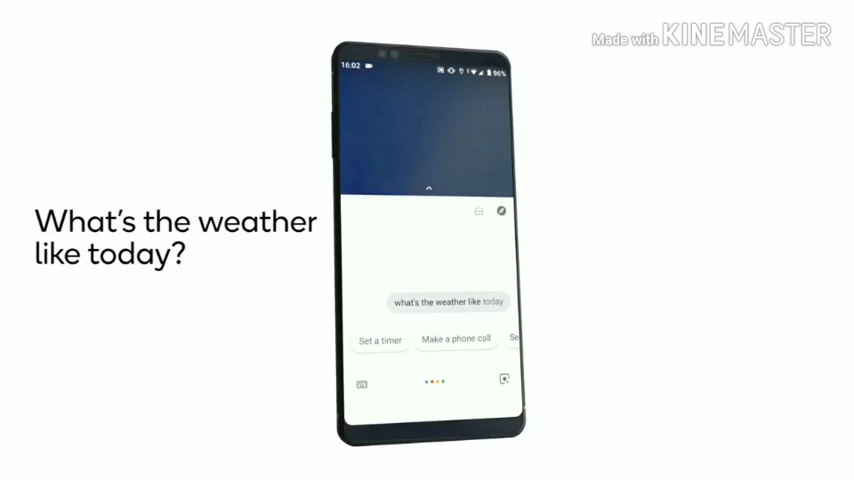 Made with KINEMASTER
16:02
96%
What's the weather
like today?
what's the weather like today
Set a timer
Make a phone call
Se